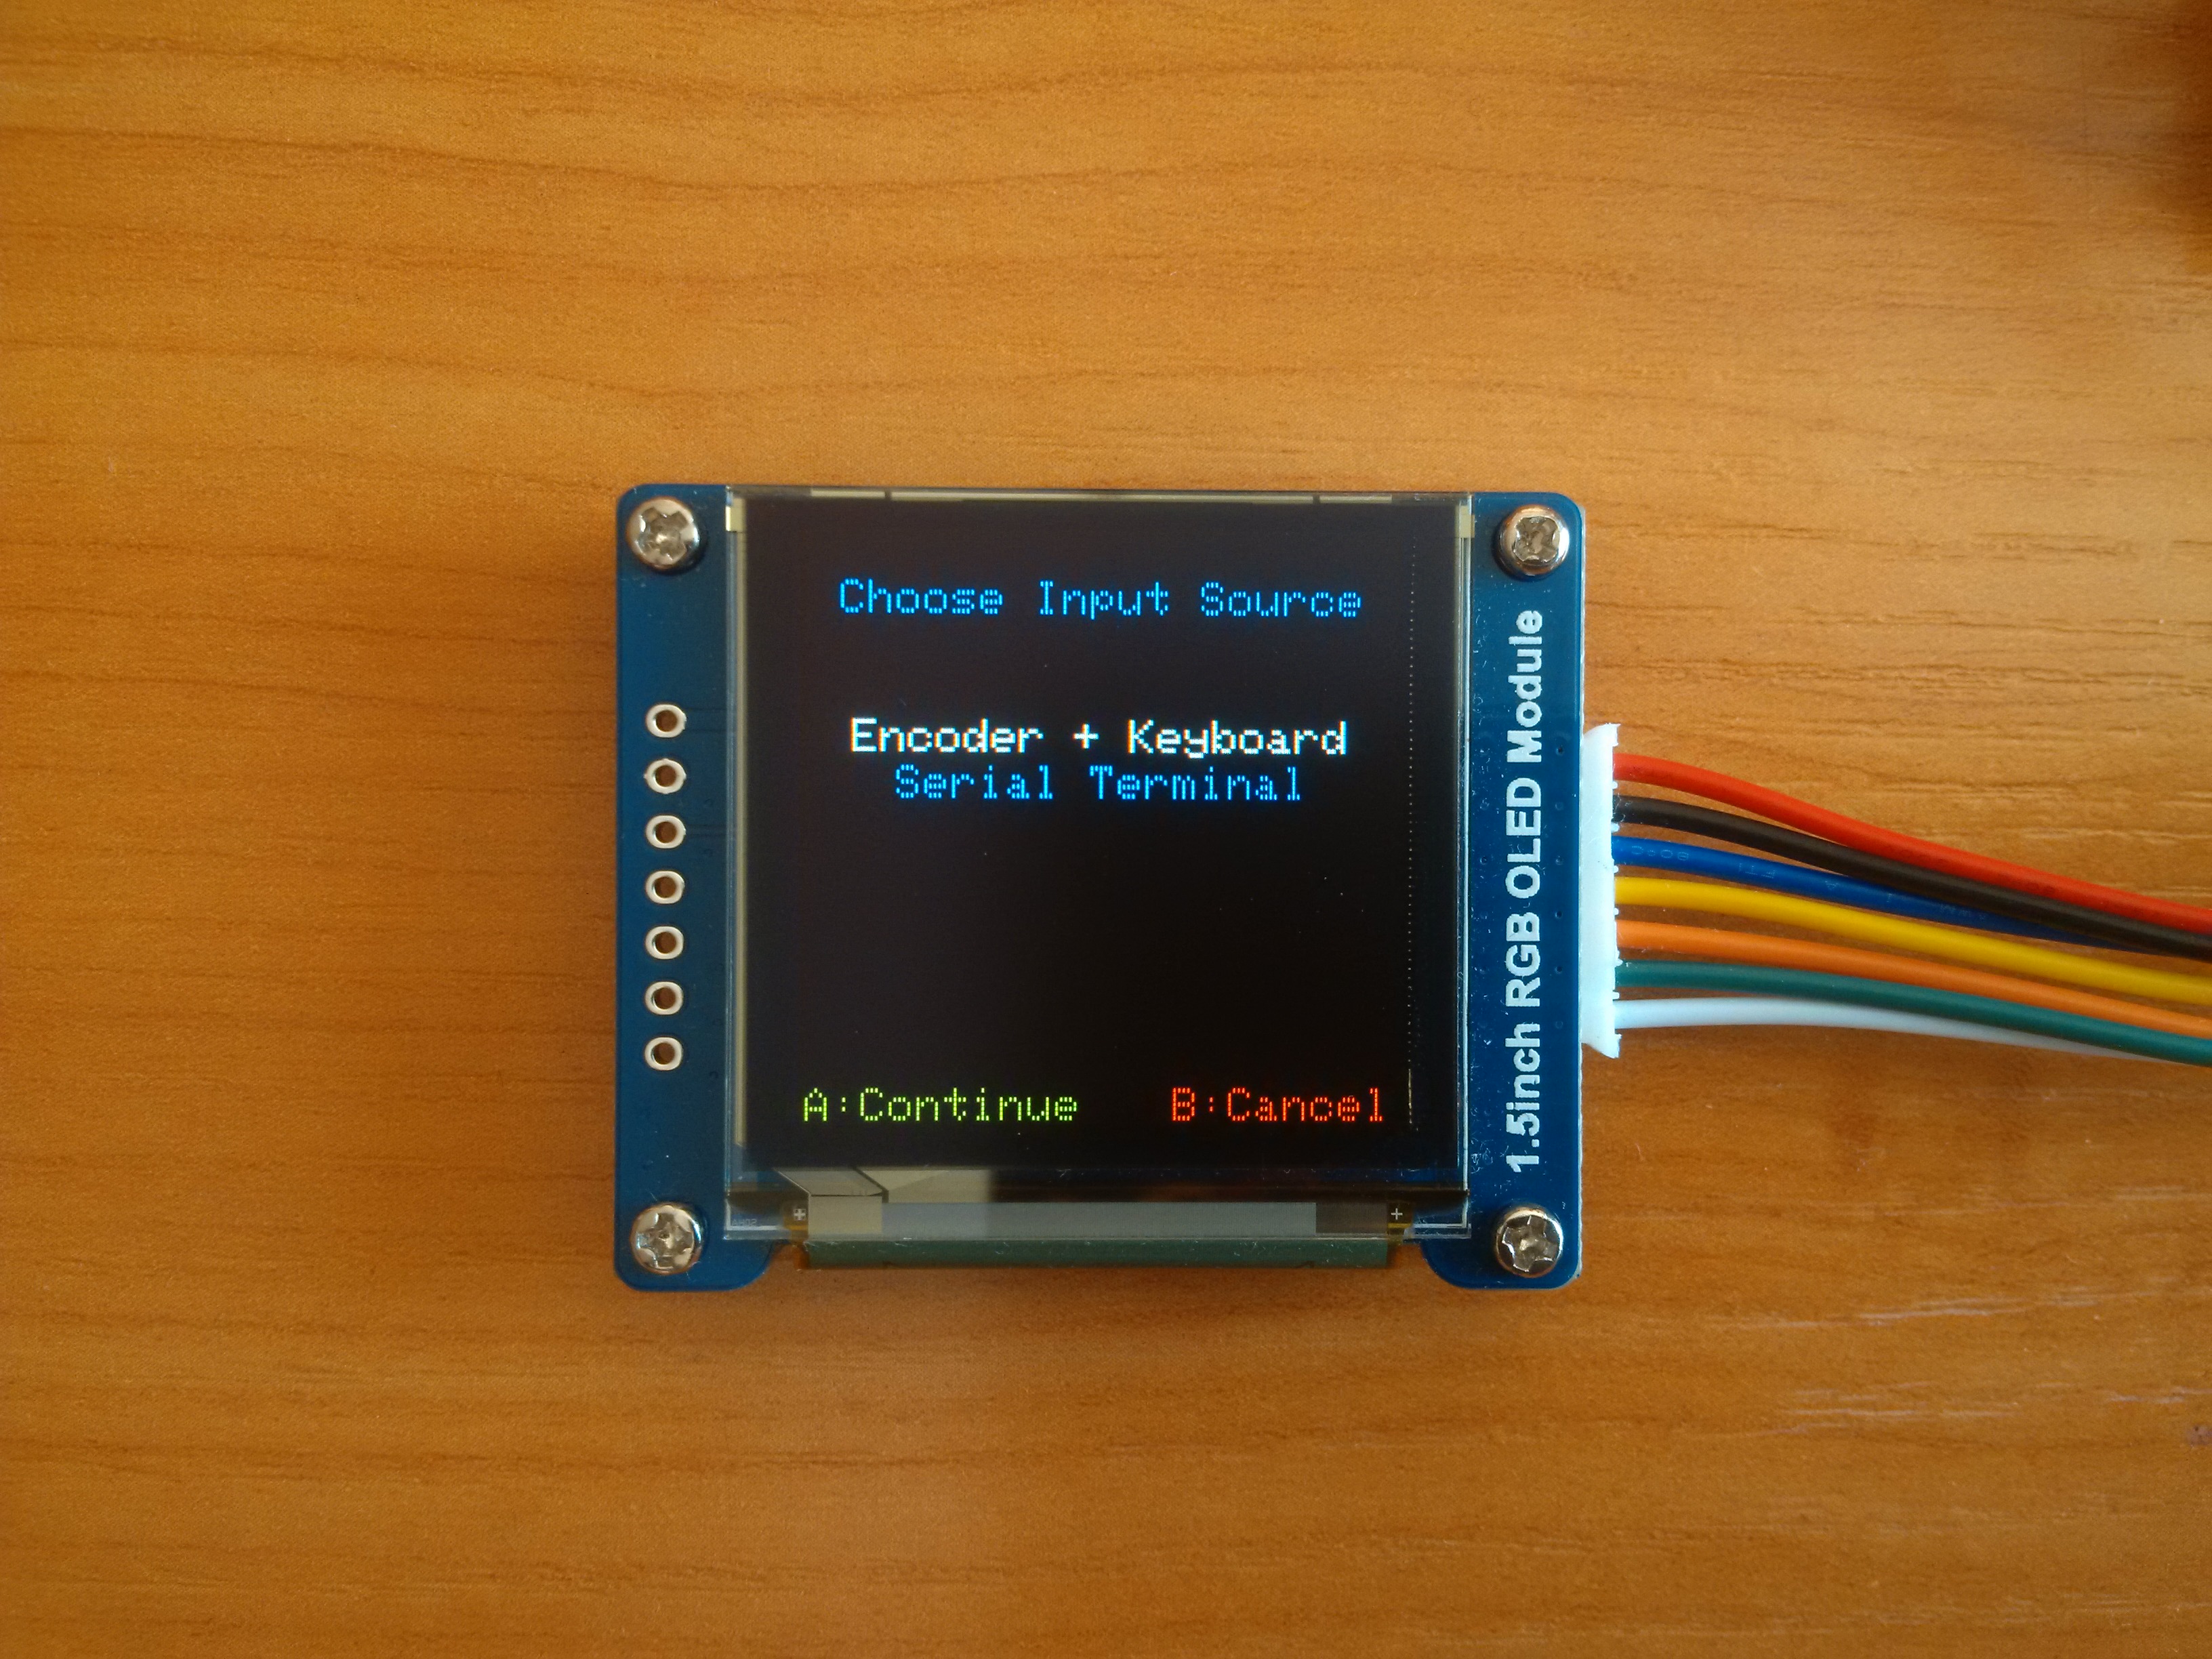 Choose Input Source
Encoder + Keyboard
Serial Terminal
A:Continue B:Cancel
1.5inch RGB OLED Module